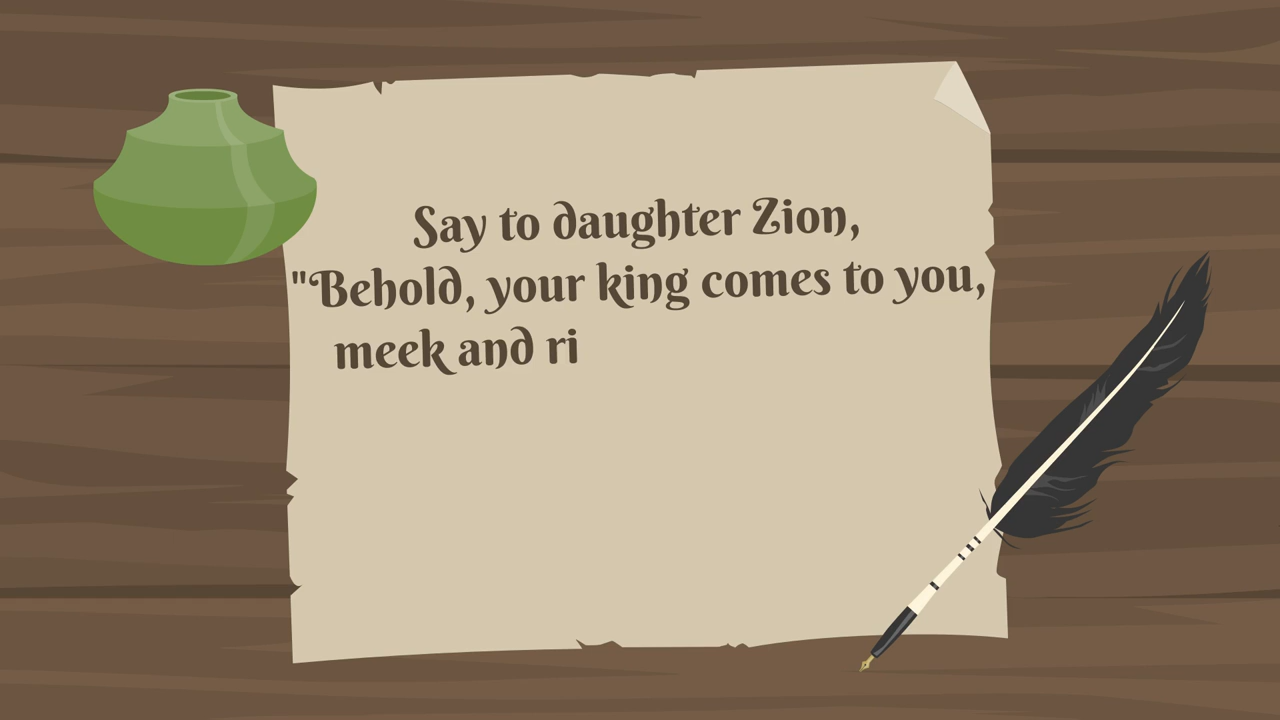 Say to daughter Zion,
"Behold, your king comes to you,
meek and ri